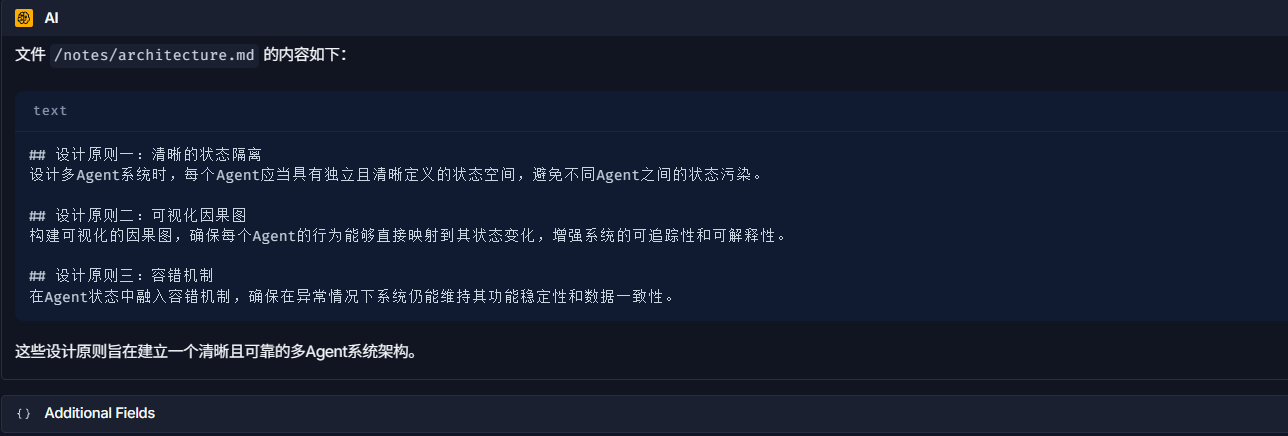 AI
文件 /notes/architecture.md 的内容如下：
text
## 设计原则一：清晰的状态隔离
设计多Agent系统时，每个Agent应当具有独立且清晰定义的状态空间，避免不同Agent之间的状态污染。
## 设计原则二：可视化因果图
构建可视化的因果图，确保每个Agent的行为能够直接映射到其状态变化，增强系统的可追踪性和可解释性。
## 设计原则三：容错机制
在Agent状态中融入容错机制，确保在异常情况下系统仍能维持其功能稳定性和数据一致性。
这些设计原则旨在建立一个清晰且可靠的多Agent系统架构。
{} Additional Fields